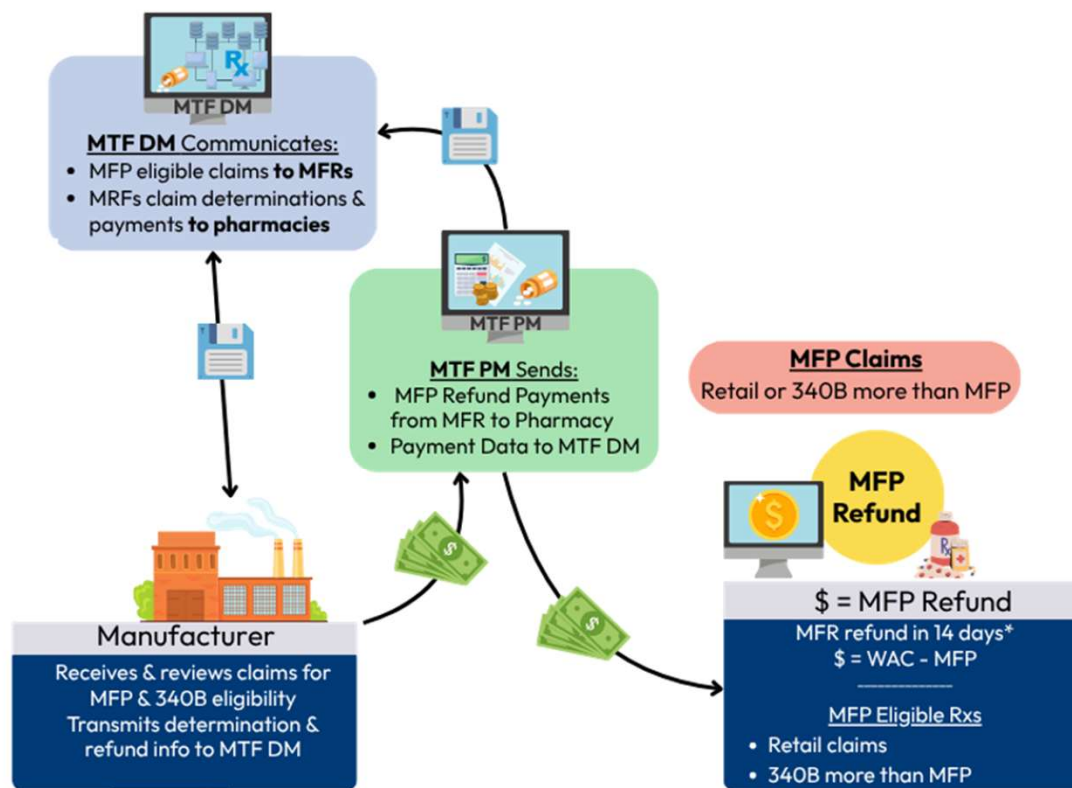 MTF DM
MTF DM Communicates:
• MFP eligible claims to MFRs
• MRFs claim determinations &
payments to pharmacies
MTF PM
MTF PM Sends:
• MFP Refund Payments
from MFR to Pharmacy
• Payment Data to MTF DM
MFP Claims
Retail or 340B more than MFP
MFP
Refund
Manufacturer
Receives & reviews claims for
MFP & 340B eligibility
Transmits determination &
refund info to MTF DM
$ = MFP Refund
MFR refund in 14 days*
$ = WAC - MFP
--------------
MFP Eligible Rxs
• Retail claims
• 340B more than MFP
Rx
$
$
$
$
Rx